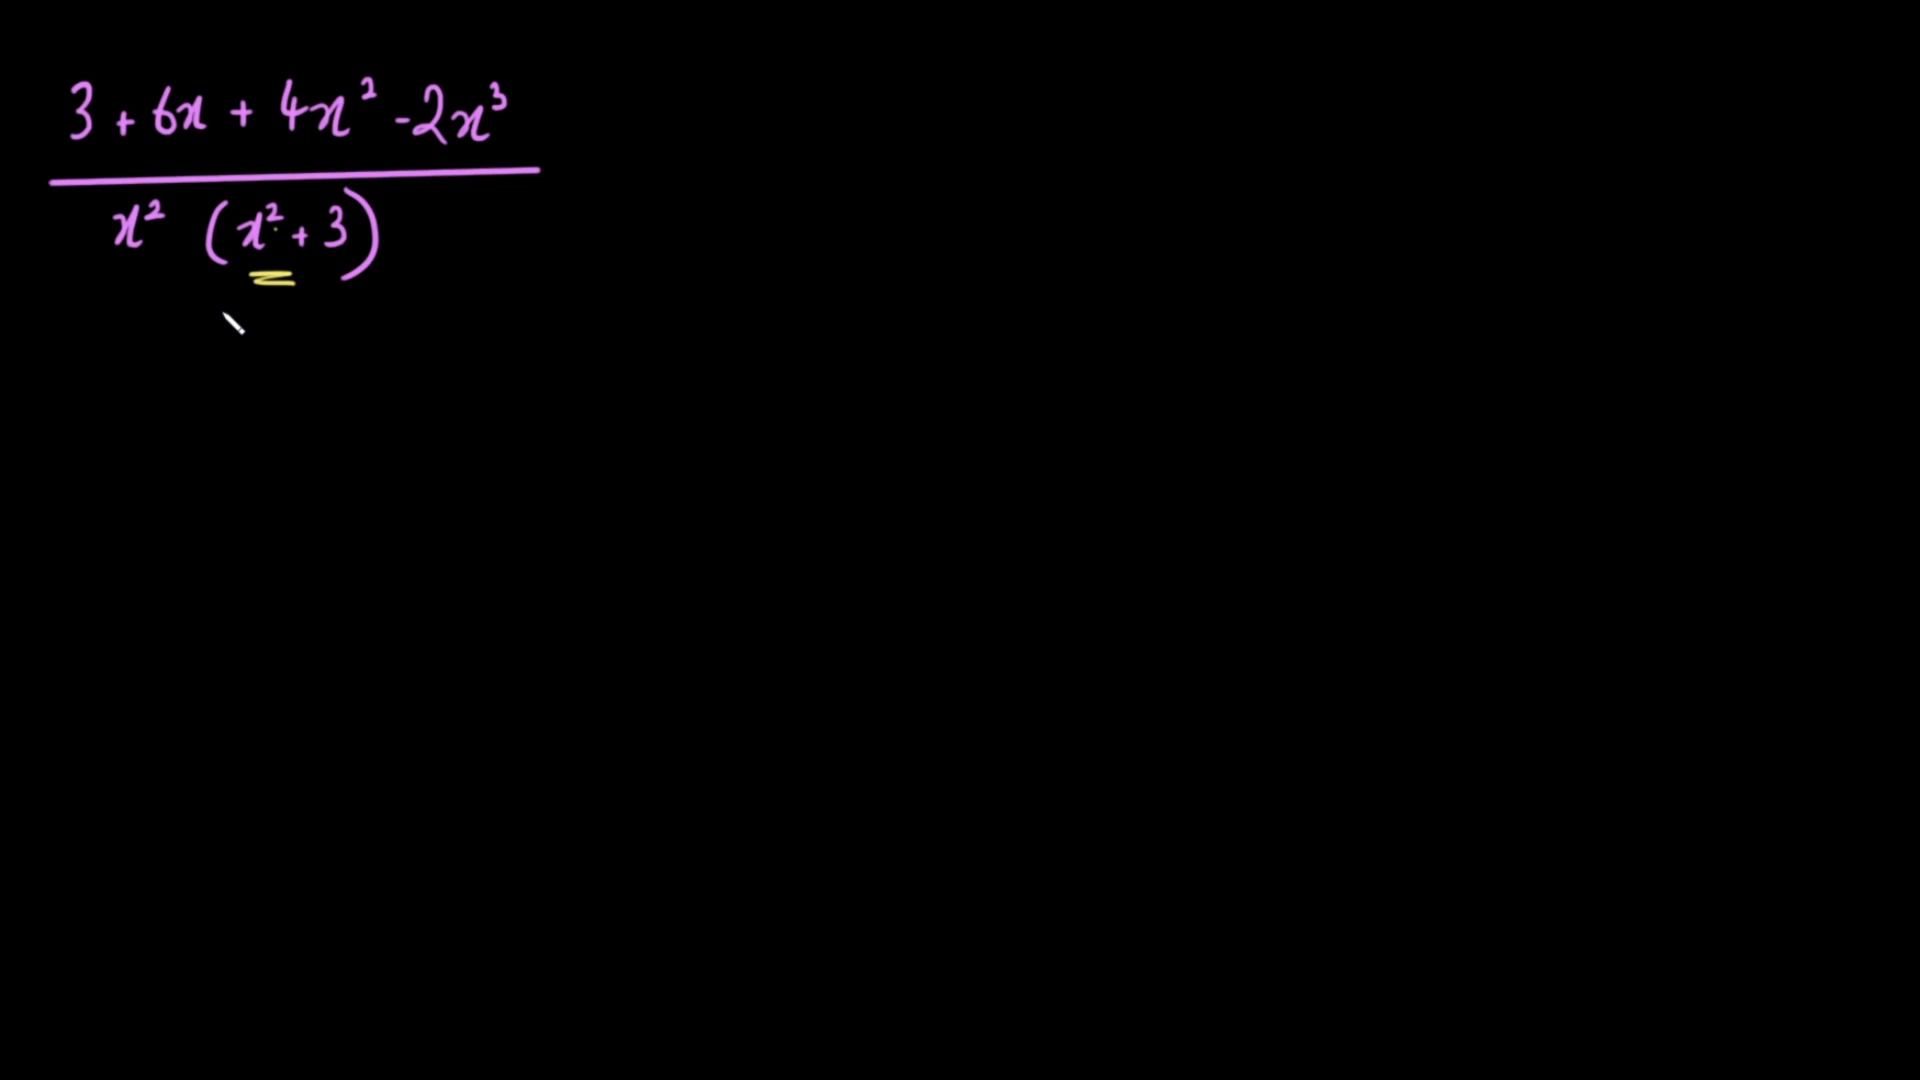 3 + 6x + 4x² - 2x³
x² (x² + 3)